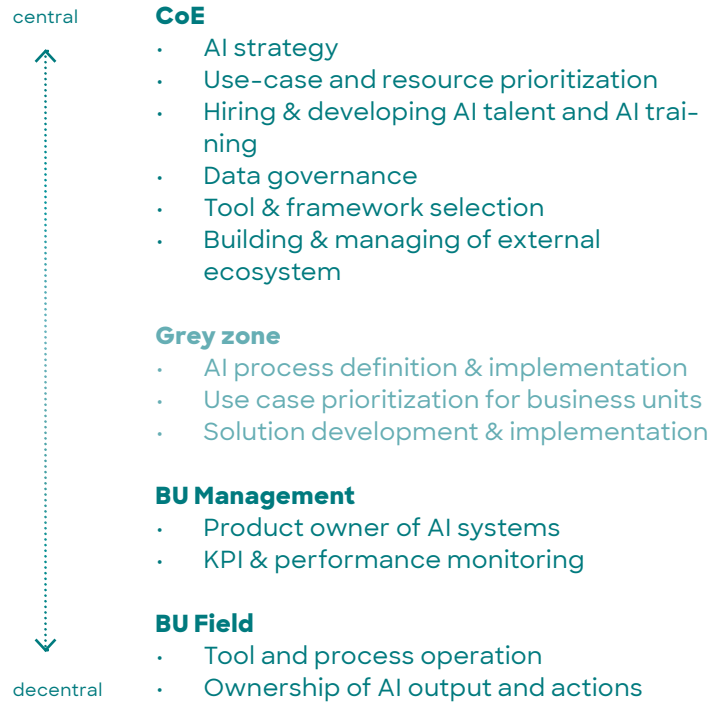 central
CoE
• AI strategy
• Use-case and resource prioritization
• Hiring & developing AI talent and AI trai-
ning
• Data governance
• Tool & framework selection
• Building & managing of external
ecosystem
Grey zone
• AI process definition & implementation
• Use case prioritization for business units
• Solution development & implementation
BU Management
• Product owner of AI systems
• KPI & performance monitoring
BU Field
• Tool and process operation
decentral
• Ownership of AI output and actions